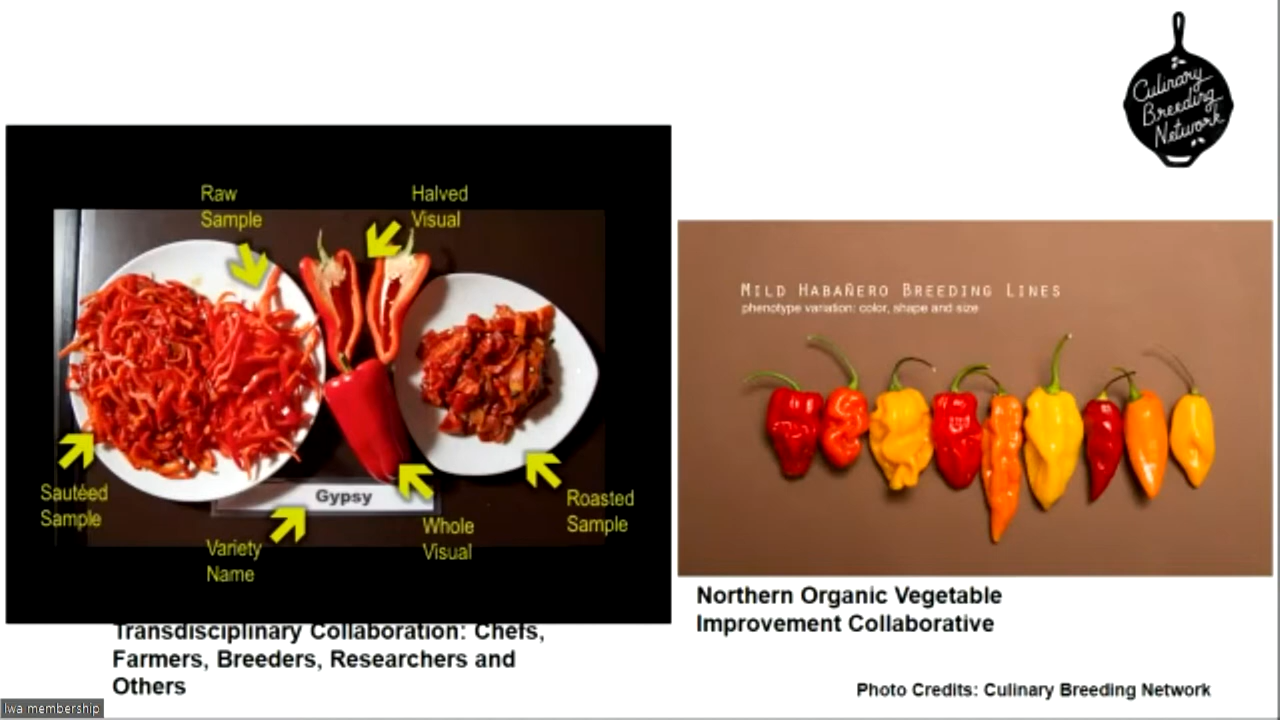 Culinary
Breeding
Network
Raw
Sample
Halved
Visual
Sautéed
Sample
Gypsy
Variety
Name
Whole
Visual
Roasted
Sample
Mild Habañero Breeding Lines
phenotype variation: color, shape and size
Transdisciplinary Collaboration: Chefs,
Farmers, Breeders, Researchers and
Others
Northern Organic Vegetable
Improvement Collaborative
Photo Credits: Culinary Breeding Network
Iwa membership